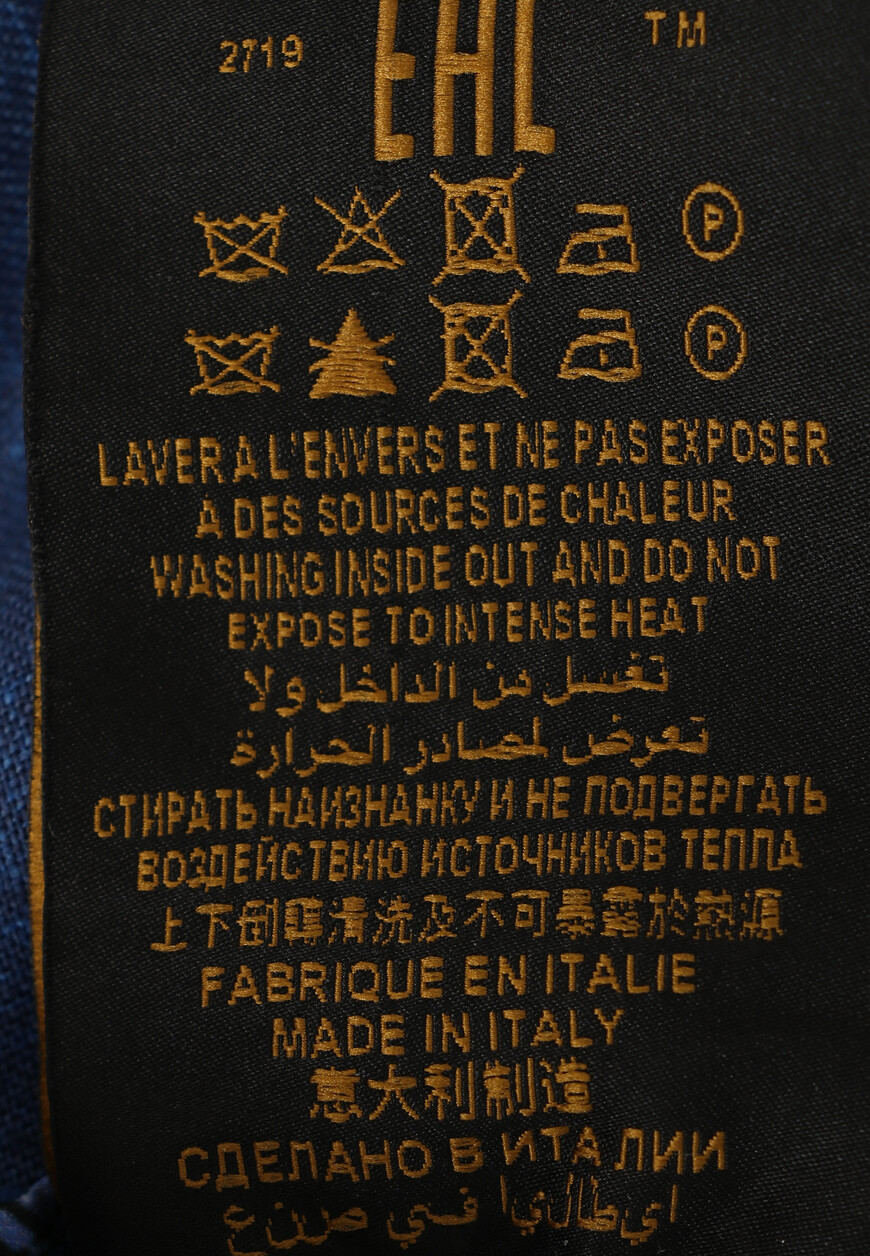 2719 EAC TM
P
P
LAVER A L'ENVERS ET NE PAS EXPOSER
A DES SOURCES DE CHALEUR
WASHING INSIDE OUT AND DO NOT
EXPOSE TO INTENSE HEAT
تغسل من الداخل ولا
تعرض لمصادر الحرارة
СТИРАТЬ НАИЗНАНКУ И НЕ ПОДВЕРГАТЬ
ВОЗДЕЙСТВИЮ ИСТОЧНИКОВ ТЕПЛА
上下倒轉清洗及不可暴露於熱源
FABRIQUE EN ITALIE
MADE IN ITALY
意大利制造
СДЕЛАНО В ИТАЛИИ
صنع في إيطاليا